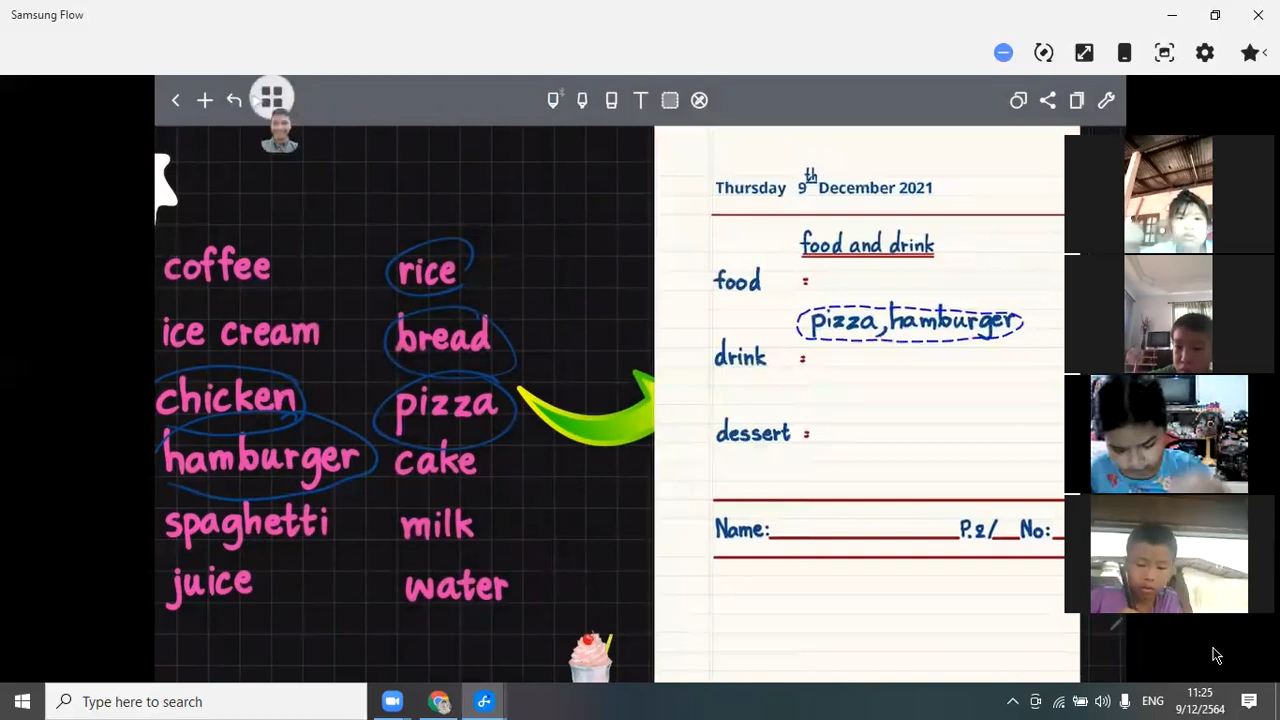 Samsung Flow
coffee rice
ice cream bread
chicken pizza
hamburger cake
spaghetti milk
juice water
Thursday 9th December 2021
food and drink
food :
pizza, hamburger
drink :
dessert :
Name: P.2/ No:
Type here to search
ENG
11:25
9/12/2564